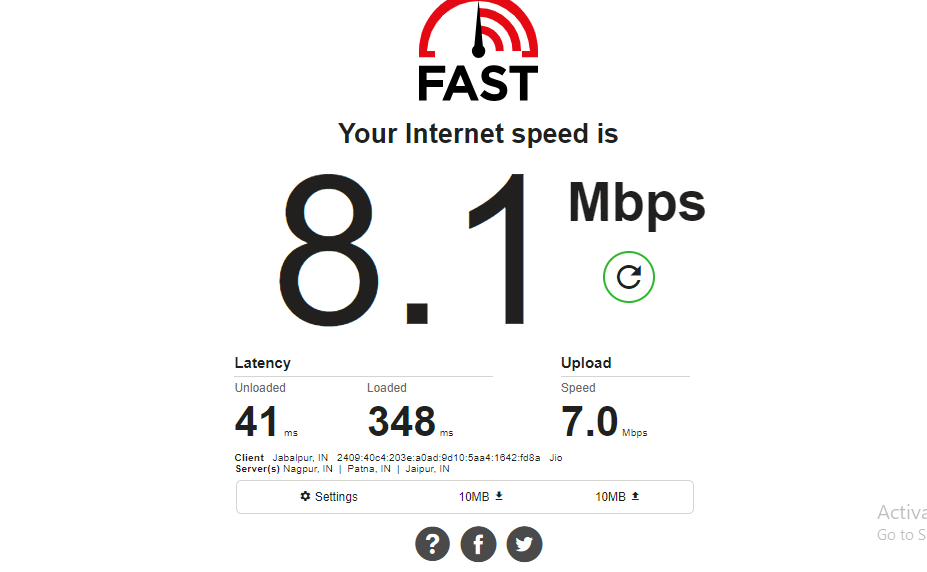 FAST
Your Internet speed is
8.1 Mbps
Latency Upload
Unloaded Loaded Speed
41 ms 348 ms 7.0 Mbps
Client Jabalpur, IN 2409:40c4:203e:a0ad:9d10:5aa4:1642:fd8a Jio
Server(s) Nagpur, IN | Patna, IN | Jaipur, IN
Settings 10MB 10MB
? f
Activa
Go to S